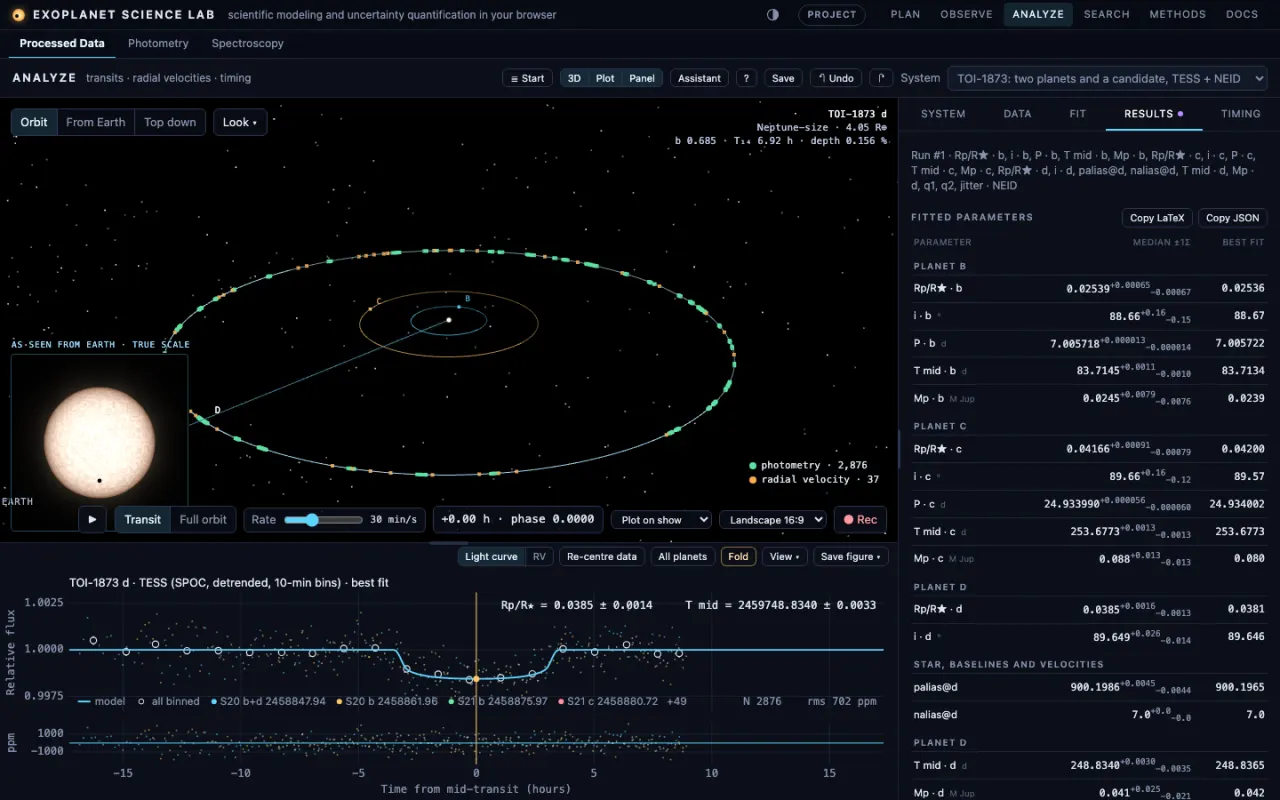 EXOPLANET SCIENCE LAB scientific modeling and uncertainty quantification in your browser PROJECT PLAN OBSERVE ANALYZE SEARCH METHODS DOCS
Processed Data Photometry Spectroscopy
ANALYZE transits · radial velocities · timing ≡ Start 3D Plot Panel Assistant ? Save ↶ Undo System TOI-1873: two planets and a candidate, TESS + NEID
Orbit From Earth Top down Look ▾
TOI-1873 d
Neptune-size · 4.05 R⊕
b 0.685 · T₁₄ 6.92 h · depth 0.156 %
C
B
AS·SEEN FROM EARTH · TRUE SCALE
D
EARTH
photometry · 2,876
radial velocity · 37
▶ Transit Full orbit Rate 30 min/s +0.00 h · phase 0.0000 Plot on show Landscape 16:9 Rec
Light curve RV Re-centre data All planets Fold View ▾ Save figure ▾
TOI-1873 d · TESS (SPOC, detrended, 10-min bins) · best fit
Rp/R★ = 0.0385 ± 0.0014 T mid = 2459748.8340 ± 0.0033
Relative flux
1.0025
1.0000
0.9975
model all binned S20 b+d 2458847.94 S20 b 2458861.96 S21 b 2458875.97 S21 c 2458880.72 +49 N 2876 rms 702 ppm
ppm
1000
−1000
−15 −10 −5 0 5 10 15
Time from mid-transit (hours)
SYSTEM DATA FIT RESULTS TIMING
Run #1 · Rp/R★ · b, i · b, P · b, T mid · b, Mp · b, Rp/R★ · c, i · c, P · c,
T mid · c, Mp · c, Rp/R★ · d, i · d, palias@d, nalias@d, T mid · d, Mp ·
d, q1, q2, jitter · NEID
FITTED PARAMETERS Copy LaTeX Copy JSON
PARAMETER MEDIAN ±1Σ BEST FIT
PLANET B
Rp/R★ · b 0.02539+0.00065−0.00067 0.02536
i · b ° 88.66+0.16−0.15 88.67
P · b d 7.005718+0.000013−0.000014 7.005722
T mid · b d 83.7145+0.0011−0.0010 83.7134
Mp · b M Jup 0.0245+0.0079−0.0076 0.0239
PLANET C
Rp/R★ · c 0.04166+0.00091−0.00079 0.04200
i · c ° 89.66+0.16−0.12 89.57
P · c d 24.933990+0.000056−0.000060 24.934002
T mid · c d 253.6773+0.0013−0.0013 253.6773
Mp · c M Jup 0.088+0.013−0.013 0.080
PLANET D
Rp/R★ · d 0.0385+0.0016−0.0013 0.0381
i · d ° 89.649+0.026−0.014 89.646
STAR, BASELINES AND VELOCITIES
palias@d 900.1986+0.0045−0.0044 900.1965
nalias@d 7.0+0.0−0.0 7.0
PLANET D
T mid · d d 248.8340+0.0030−0.0035 248.8365
Mp · d M Jup 0.041+0.025−0.021 0.042